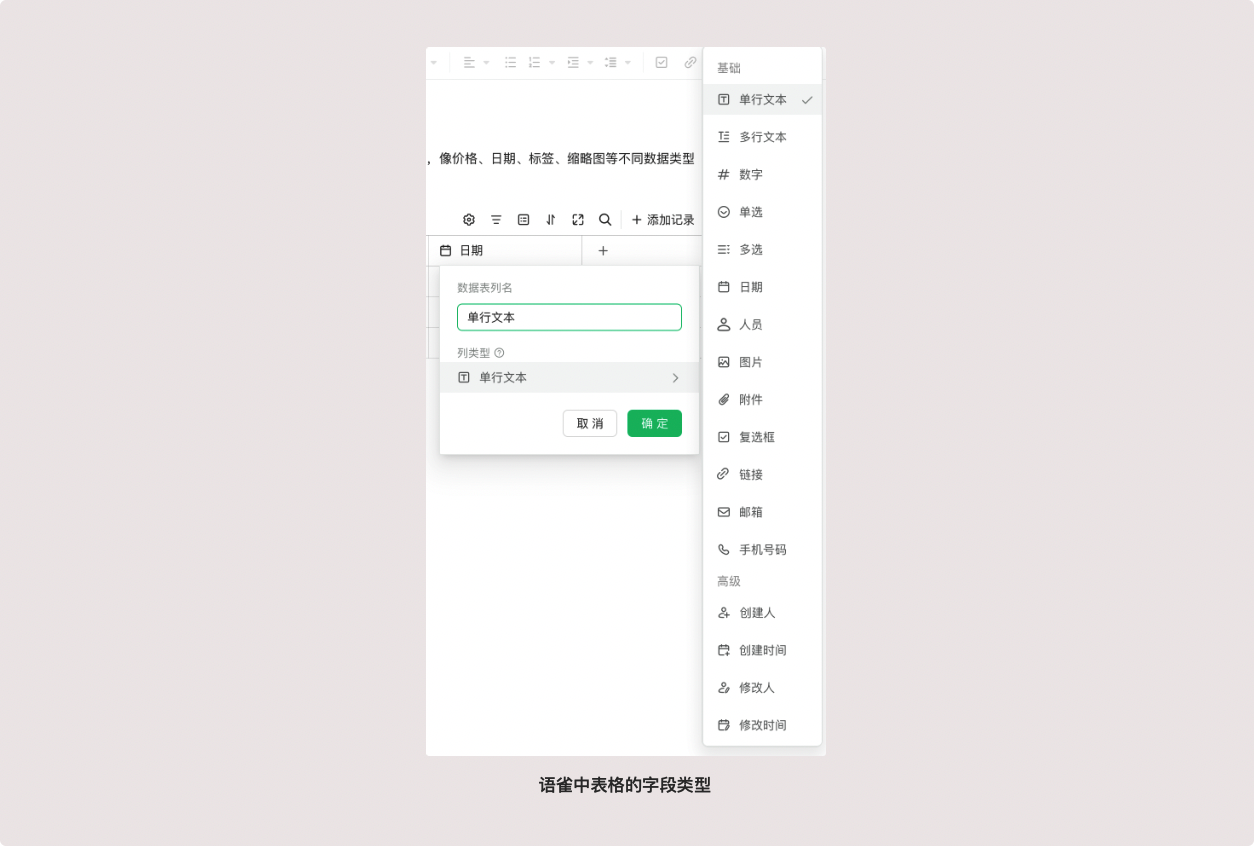 ，像价格、日期、标签、缩略图等不同数据类型
添加记录
日期
数据表列名
单行文本
列类型
单行文本
取 消
确 定
基础
单行文本
多行文本
数字
单选
多选
日期
人员
图片
附件
复选框
链接
邮箱
手机号码
高级
创建人
创建时间
修改人
修改时间
语雀中表格的字段类型